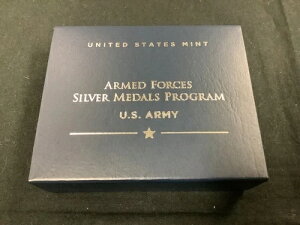 UNITED STATES MINT
ARMED FORCES
SILVER MEDALS PROGRAM
U.S. ARMY